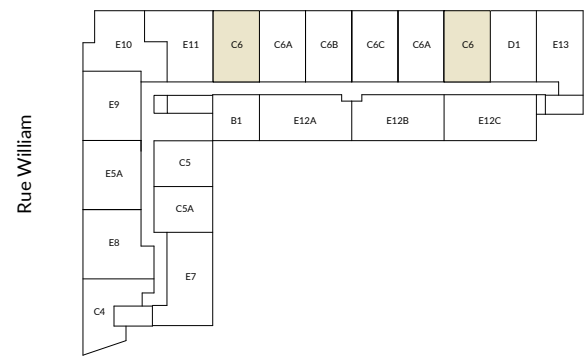 E10
E11
C6
C6A
C6B
C6C
C6A
C6
D1
E13
E9
B1
E12A
E12B
E12C
Rue William
C5
E5A
C5A
E8
E7
C4